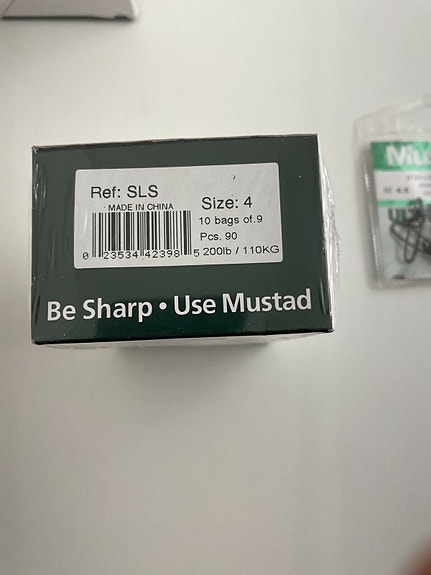 Ref: SLS
MADE IN CHINA
Size: 4
10 bags of.9
Pcs. 90
0 23534 42398 5
200lb / 110KG
Be Sharp • Use Mustad
Mus